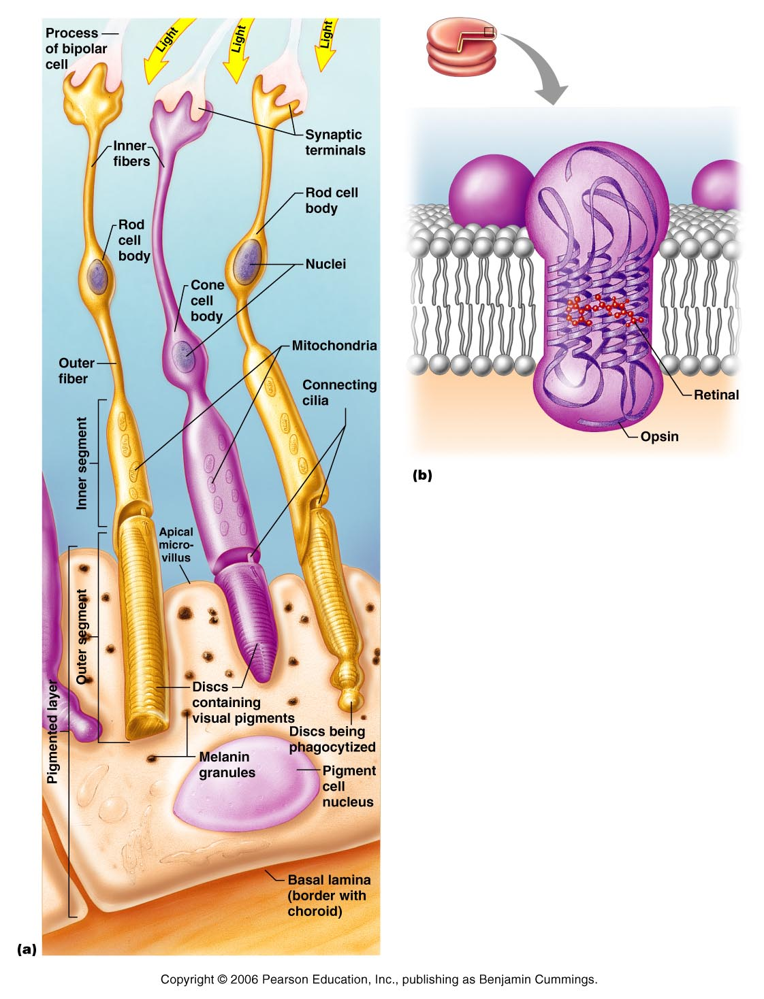 Process
of bipolar
cell
Light
Light
Light
Synaptic
terminals
Inner
fibers
Rod cell
body
Rod
cell
body
Nuclei
Cone
cell
body
Mitochondria
Outer
fiber
Connecting
cilia
Inner segment
Apical
micro-
villus
Outer segment
Pigmented layer
Discs
containing
visual pigments
Discs being
phagocytized
Melanin
granules
Pigment
cell
nucleus
Basal lamina
(border with
choroid)
(a)
Retinal
Opsin
(b)
Copyright © 2006 Pearson Education, Inc., publishing as Benjamin Cummings.